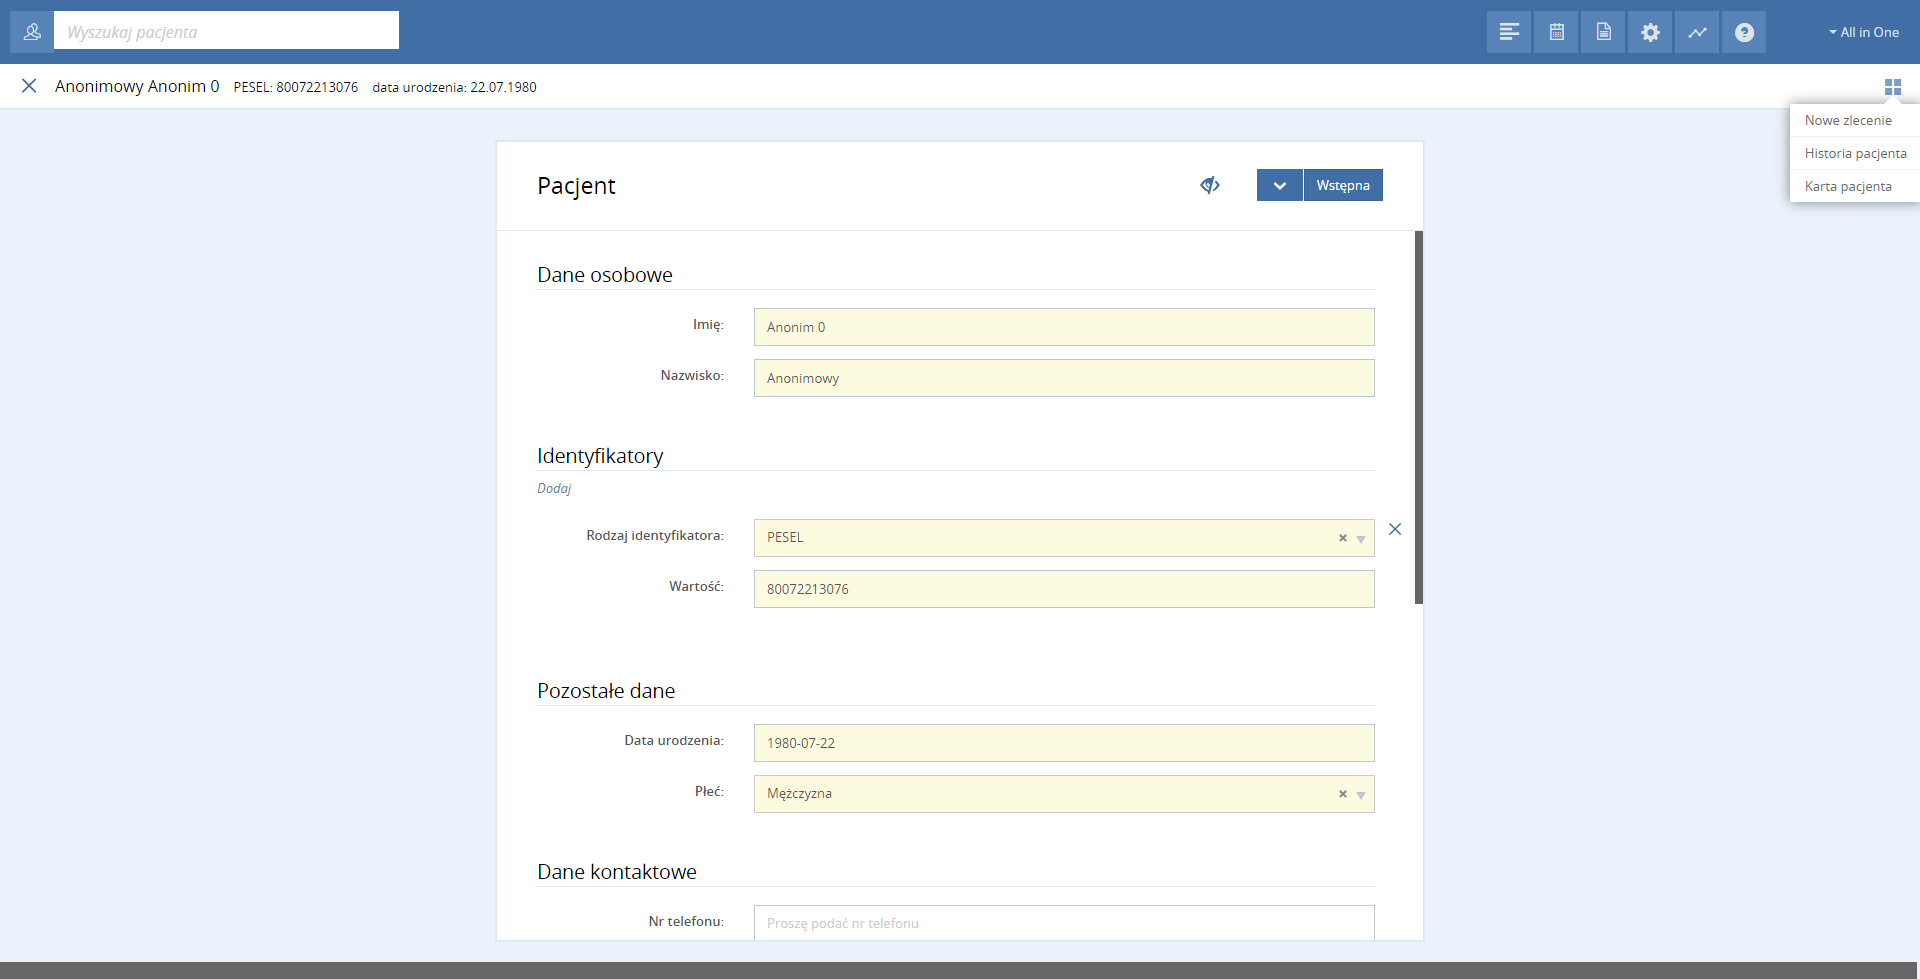 Wyszukaj pacjenta
All in One
Anonimowy Anonim 0 PESEL: 80072213076 data urodzenia: 22.07.1980
Nowe zlecenie
Historia pacjenta
Karta pacjenta
Pacjent
Wstępna
Dane osobowe
Imię: Anonim 0
Nazwisko: Anonimowy
Identyfikatory
Dodaj
Rodzaj identyfikatora: PESEL
Wartość: 80072213076
Pozostałe dane
Data urodzenia: 1980-07-22
Płeć: Mężczyzna
Dane kontaktowe
Nr telefonu: Proszę podać nr telefonu